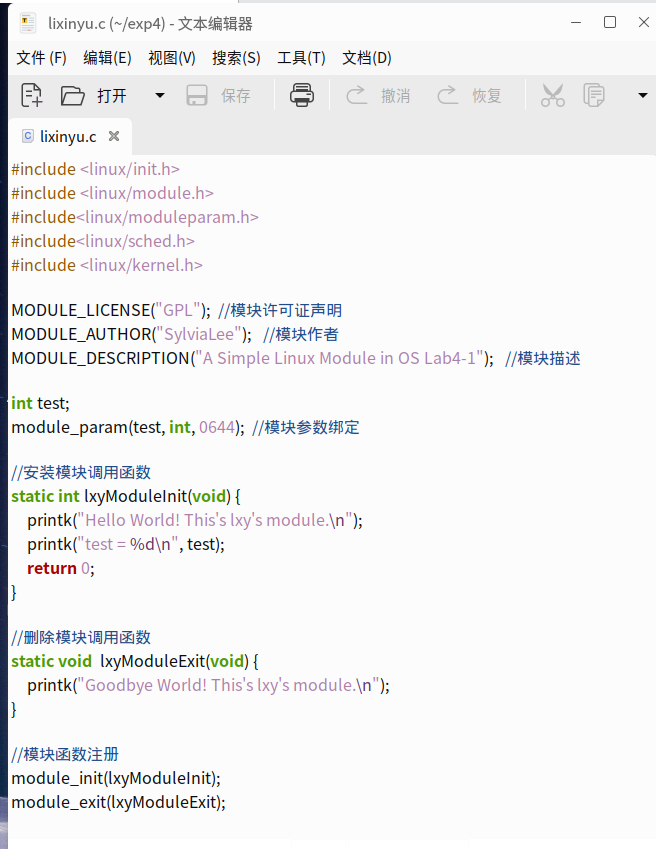 lixinyu.c (~/exp4) - 文本编辑器
文件 (F) 编辑(E) 视图(V) 搜索(S) 工具(T) 文档(D)
打开 保存 撤消 恢复
lixinyu.c
#include <linux/init.h>
#include <linux/module.h>
#include<linux/moduleparam.h>
#include<linux/sched.h>
#include <linux/kernel.h>
MODULE_LICENSE("GPL"); //模块许可证声明
MODULE_AUTHOR("SylviaLee"); //模块作者
MODULE_DESCRIPTION("A Simple Linux Module in OS Lab4-1"); //模块描述
int test;
module_param(test, int, 0644); //模块参数绑定
//安装模块调用函数
static int lxyModuleInit(void) {
printk("Hello World! This's lxy's module.\n");
printk("test = %d\n", test);
return 0;
}
//删除模块调用函数
static void lxyModuleExit(void) {
printk("Goodbye World! This's lxy's module.\n");
}
//模块函数注册
module_init(lxyModuleInit);
module_exit(lxyModuleExit);